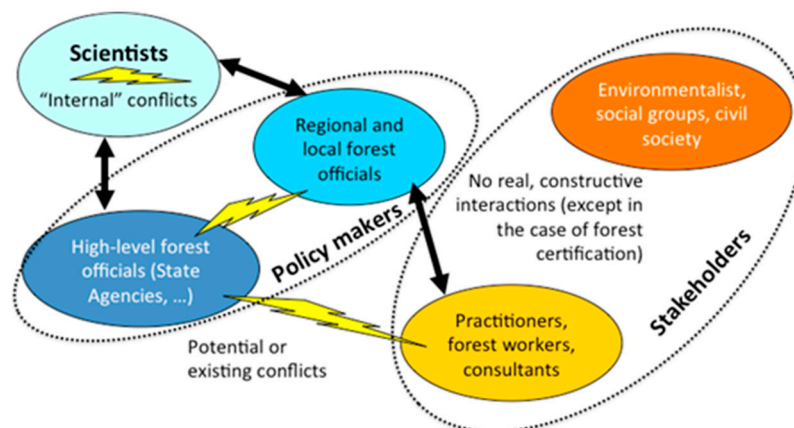 Scientists
“Internal” conflicts
Regional and
local forest
officials
Environmentalist,
social groups, civil
society
No real, constructive
interactions (except in
the case of forest
certification)
High-level forest
officials (State
Agencies, ...)
Policy makers
Stakeholders
Potential or
existing conflicts
Practitioners,
forest workers,
consultants